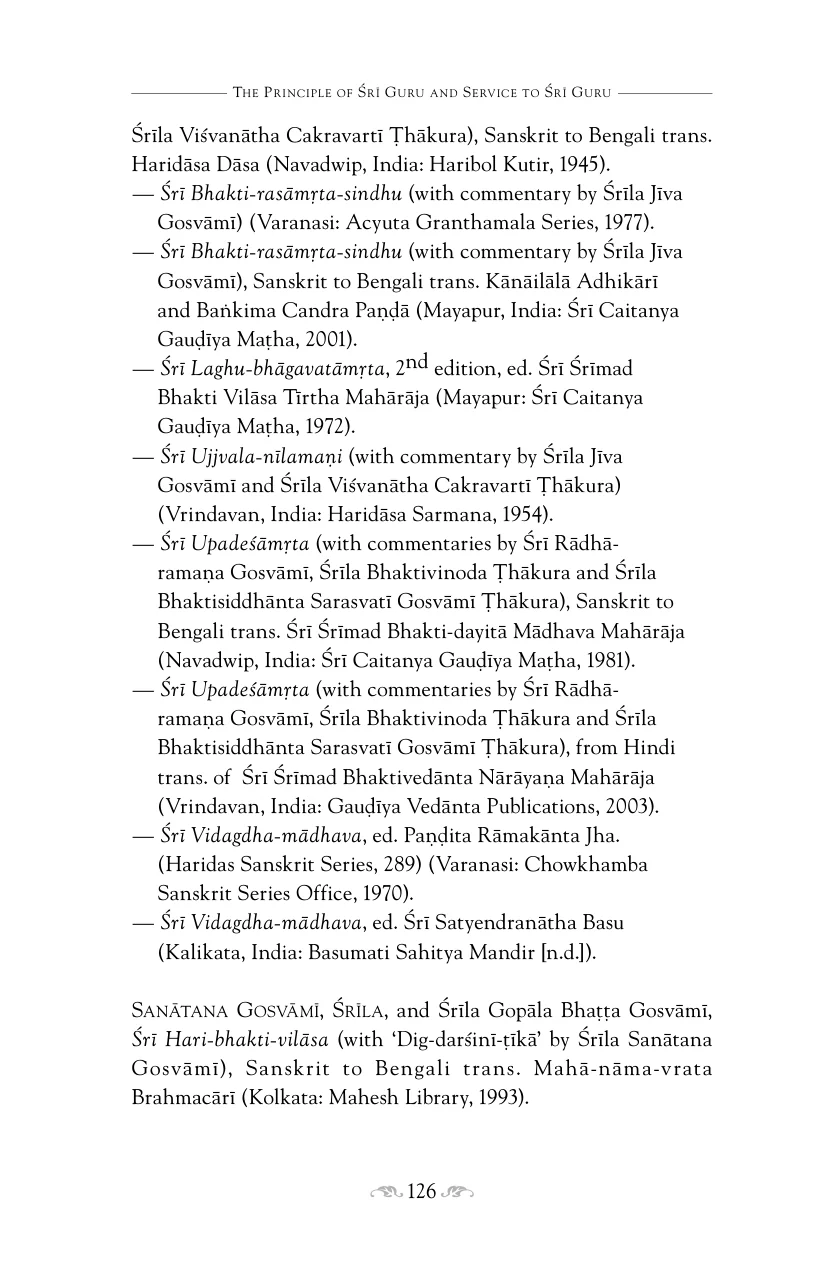 The Principle of Śrī Guru and Service to Śrī Guru
Śrīla Viśvanātha Cakravartī Ṭhākura), Sanskrit to Bengali trans.
Haridāsa Dāsa (Navadwip, India: Haribol Kutir, 1945).
— Śrī Bhakti-rasāmṛta-sindhu (with commentary by Śrīla Jīva
Gosvāmī) (Varanasi: Acyuta Granthamala Series, 1977).
— Śrī Bhakti-rasāmṛta-sindhu (with commentary by Śrīla Jīva
Gosvāmī), Sanskrit to Bengali trans. Kānāilālā Adhikārī
and Baṅkima Candra Paṇḍā (Mayapur, India: Śrī Caitanya
Gauḍīya Maṭha, 2001).
— Śrī Laghu-bhāgavatāmṛta, 2nd edition, ed. Śrī Śrīmad
Bhakti Vilāsa Tīrtha Mahārāja (Mayapur: Śrī Caitanya
Gauḍīya Maṭha, 1972).
— Śrī Ujjvala-nīlamaṇi (with commentary by Śrīla Jīva
Gosvāmī and Śrīla Viśvanātha Cakravartī Ṭhākura)
(Vrindavan, India: Haridāsa Sarmana, 1954).
— Śrī Upadeśāmṛta (with commentaries by Śrī Rādhā-
ramaṇa Gosvāmī, Śrīla Bhaktivinoda Ṭhākura and Śrīla
Bhaktisiddhānta Sarasvatī Gosvāmī Ṭhākura), Sanskrit to
Bengali trans. Śrī Śrīmad Bhakti-dayitā Mādhava Mahārāja
(Navadwip, India: Śrī Caitanya Gauḍīya Maṭha, 1981).
— Śrī Upadeśāmṛta (with commentaries by Śrī Rādhā-
ramaṇa Gosvāmī, Śrīla Bhaktivinoda Ṭhākura and Śrīla
Bhaktisiddhānta Sarasvatī Gosvāmī Ṭhākura), from Hindi
trans. of Śrī Śrīmad Bhaktivedānta Nārāyaṇa Mahārāja
(Vrindavan, India: Gauḍīya Vedānta Publications, 2003).
— Śrī Vidagdha-mādhava, ed. Paṇḍita Rāmakānta Jha.
(Haridas Sanskrit Series, 289) (Varanasi: Chowkhamba
Sanskrit Series Office, 1970).
— Śrī Vidagdha-mādhava, ed. Śrī Satyendranātha Basu
(Kalikata, India: Basumati Sahitya Mandir [n.d.]).
Sanātana Gosvāmī, Śrīla, and Śrīla Gopāla Bhaṭṭa Gosvāmī,
Śrī Hari-bhakti-vilāsa (with ‘Dig-darśinī-ṭīkā’ by Śrīla Sanātana
Gosvāmī), Sanskrit to Bengali trans. Mahā-nāma-vrata
Brahmacārī (Kolkata: Mahesh Library, 1993).
126